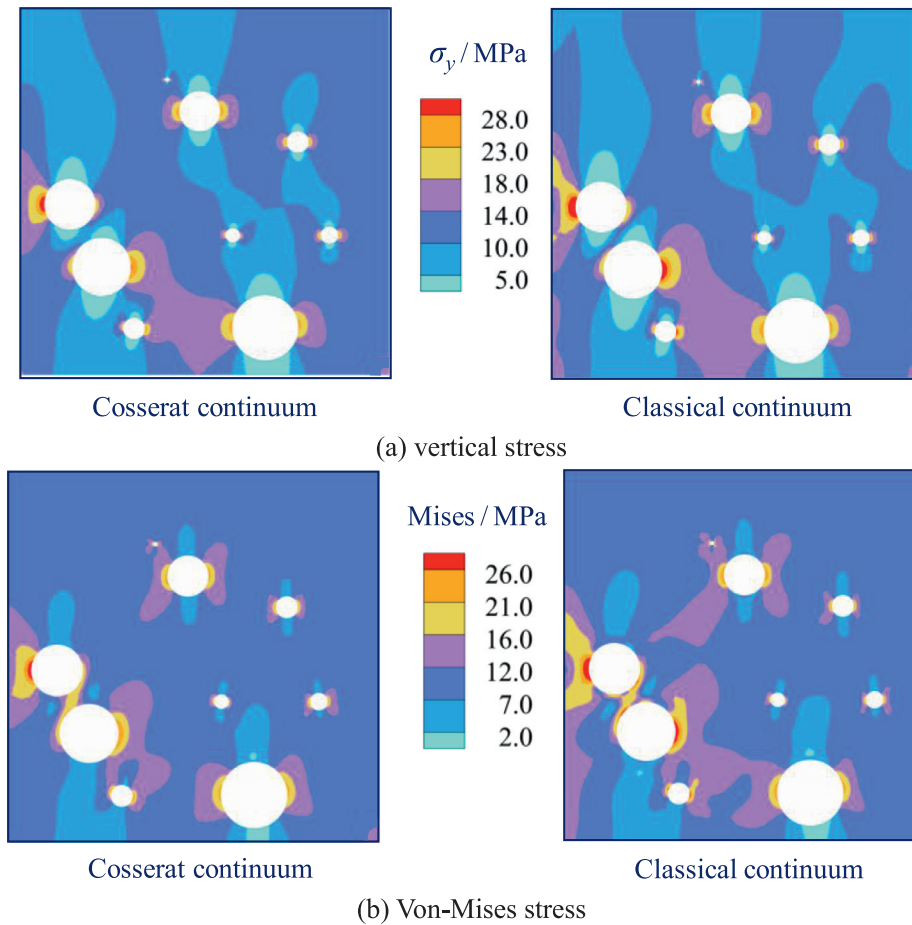 σy / MPa
28.0
23.0
18.0
14.0
10.0
5.0
Cosserat continuum
Classical continuum
(a) vertical stress
Mises / MPa
26.0
21.0
16.0
12.0
7.0
2.0
Cosserat continuum
Classical continuum
(b) Von-Mises stress